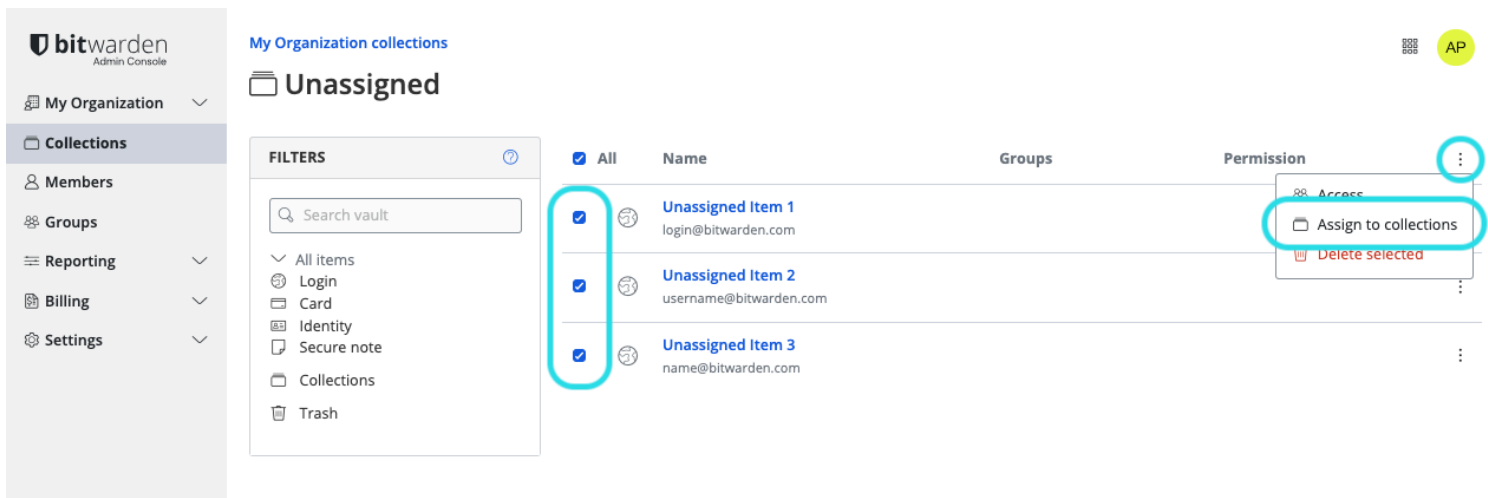 bitwarden
Admin Console
My Organization
Collections
Members
Groups
Reporting
Billing
Settings
My Organization collections
AP
Unassigned
FILTERS
Search vault
All items
Login
Card
Identity
Secure note
Collections
Trash
All Name Groups Permission
Unassigned Item 1
login@bitwarden.com
Unassigned Item 2
username@bitwarden.com
Unassigned Item 3
name@bitwarden.com
Access
Assign to collections
Delete selected